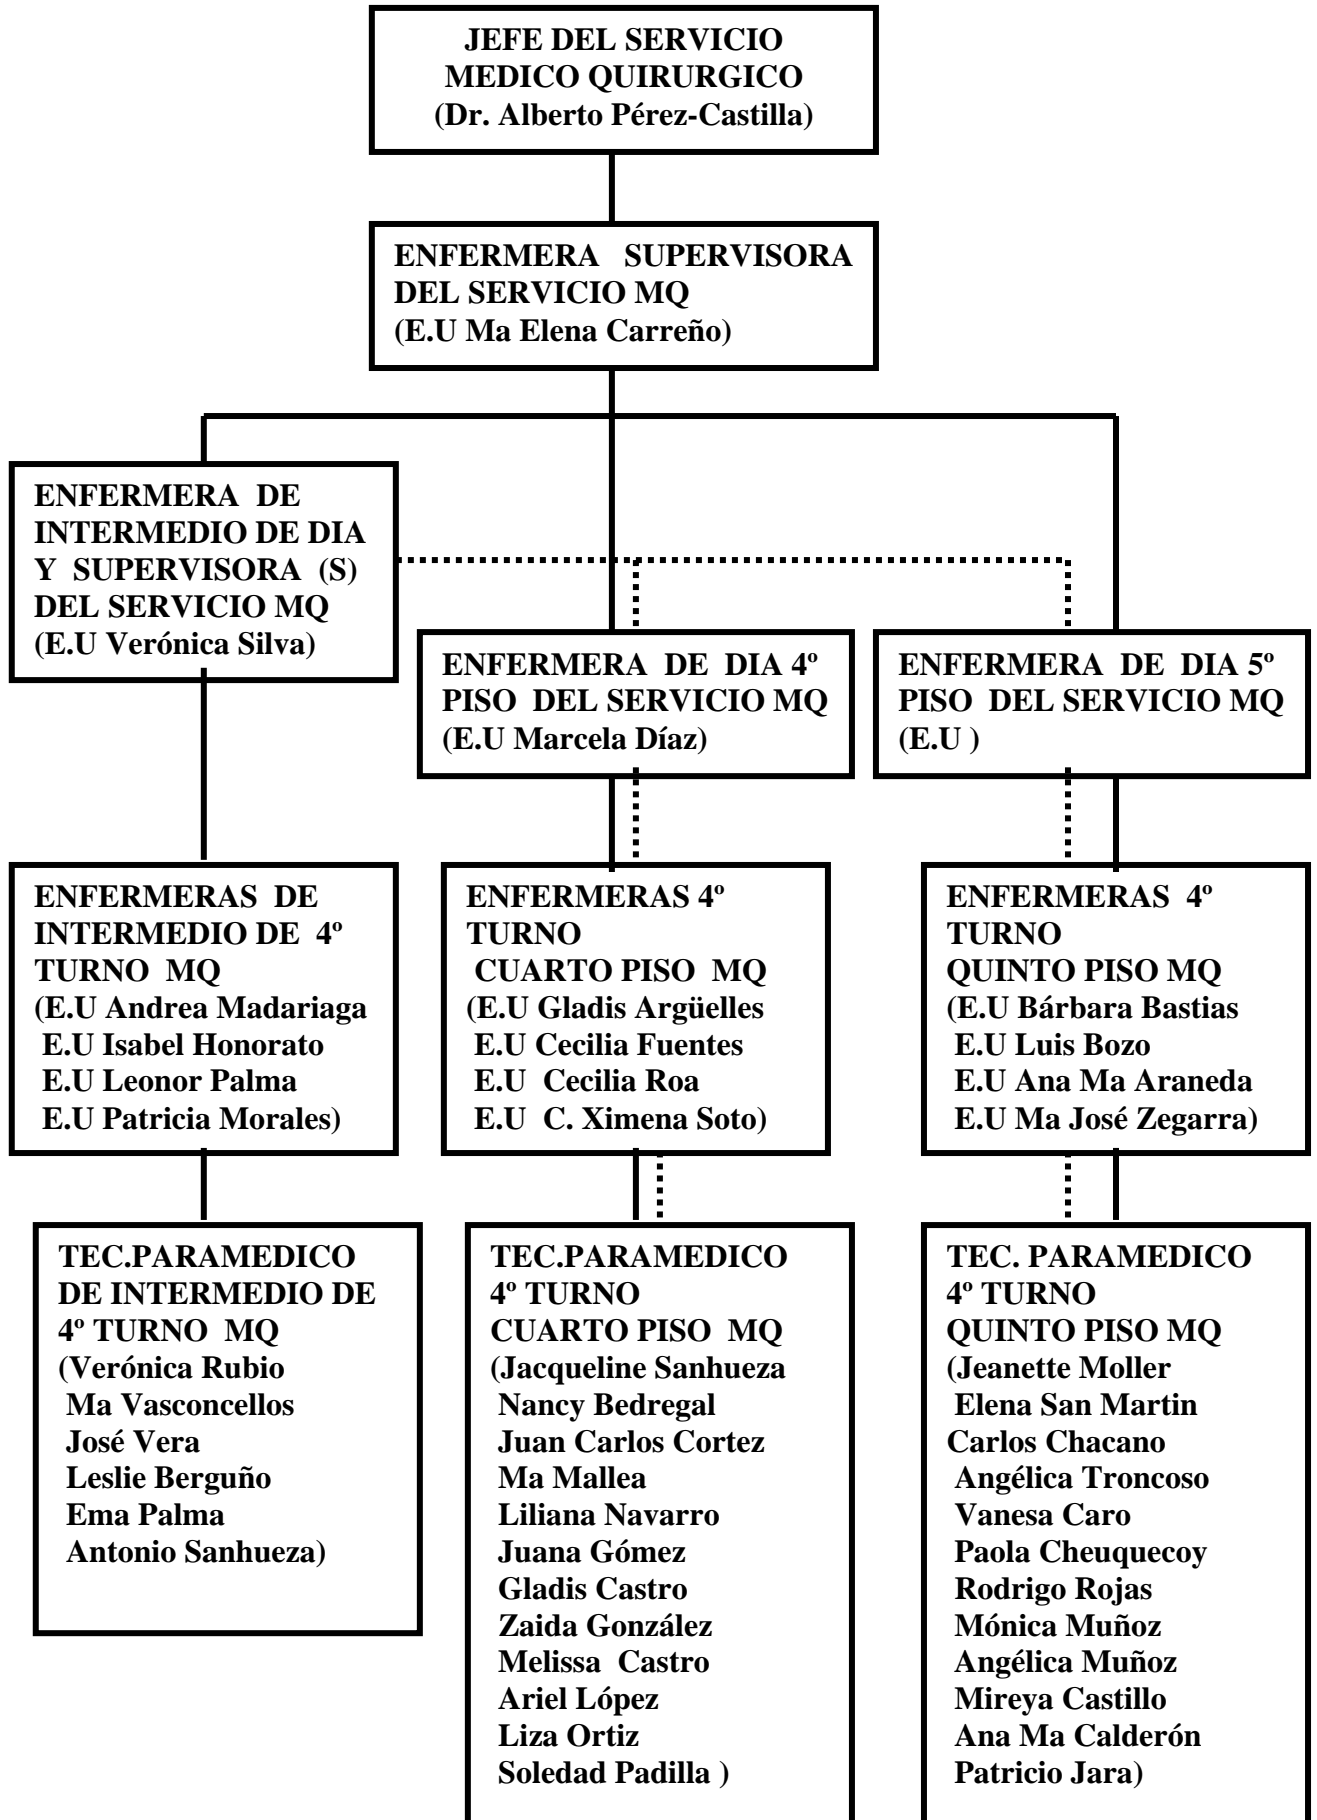 JEFE DEL SERVICIO
MEDICO QUIRURGICO
(Dr. Alberto Pérez-Castilla)
ENFERMERA SUPERVISORA
DEL SERVICIO MQ
(E.U Ma Elena Carreño)
ENFERMERA DE
INTERMEDIO DE DIA
Y SUPERVISORA (S)
DEL SERVICIO MQ
(E.U Verónica Silva)
ENFERMERA DE DIA 4º
PISO DEL SERVICIO MQ
(E.U Marcela Díaz)
ENFERMERA DE DIA 5º
PISO DEL SERVICIO MQ
(E.U )
ENFERMERAS DE
INTERMEDIO DE 4º
TURNO MQ
(E.U Andrea Madariaga
E.U Isabel Honorato
E.U Leonor Palma
E.U Patricia Morales)
ENFERMERAS 4º
TURNO
CUARTO PISO MQ
(E.U Gladis Argüelles
E.U Cecilia Fuentes
E.U Cecilia Roa
E.U C. Ximena Soto)
ENFERMERAS 4º
TURNO
QUINTO PISO MQ
(E.U Bárbara Bastias
E.U Luis Bozo
E.U Ana Ma Araneda
E.U Ma José Zegarra)
TEC.PARAMEDICO
DE INTERMEDIO DE
4º TURNO MQ
(Verónica Rubio
Ma Vasconcellos
José Vera
Leslie Berguño
Ema Palma
Antonio Sanhueza)
TEC.PARAMEDICO
4º TURNO
CUARTO PISO MQ
(Jacqueline Sanhueza
Nancy Bedregal
Juan Carlos Cortez
Ma Mallea
Liliana Navarro
Juana Gómez
Gladis Castro
Zaida González
Melissa Castro
Ariel López
Liza Ortiz
Soledad Padilla )
TEC. PARAMEDICO
4º TURNO
QUINTO PISO MQ
(Jeanette Moller
Elena San Martin
Carlos Chacano
Angélica Troncoso
Vanesa Caro
Paola Cheuquecoy
Rodrigo Rojas
Mónica Muñoz
Angélica Muñoz
Mireya Castillo
Ana Ma Calderón
Patricio Jara)